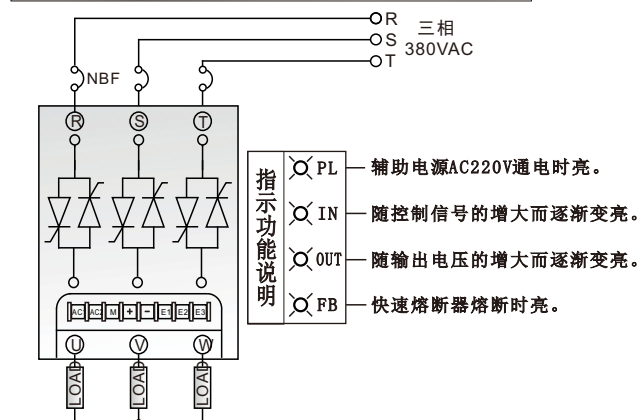 R
三相
S
380VAC
T
NBF
R S T
指示功能说明
PL 辅助电源AC220V通电时亮。
IN 随控制信号的增大而逐渐变亮。
OUT 随输出电压的增大而逐渐变亮。
FB 快速熔断器熔断时亮。
AC AC2 M + − E1 E2 E3
U V W
LOAD LOAD LOAD